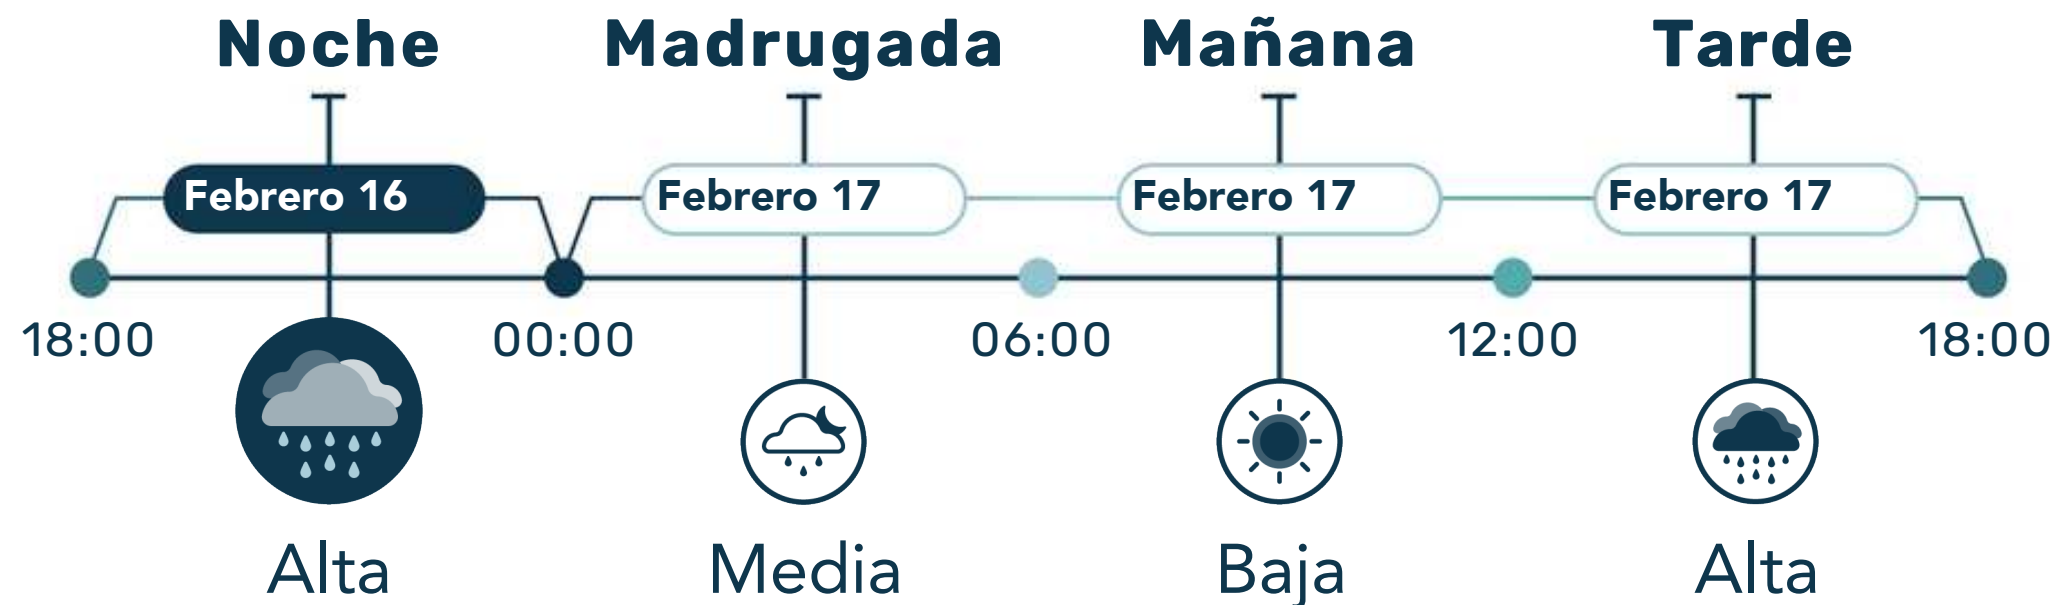 Noche Madrugada Mañana Tarde
Febrero 16 Febrero 17 Febrero 17 Febrero 17
18:00 00:00 06:00 12:00 18:00
Alta Media Baja Alta